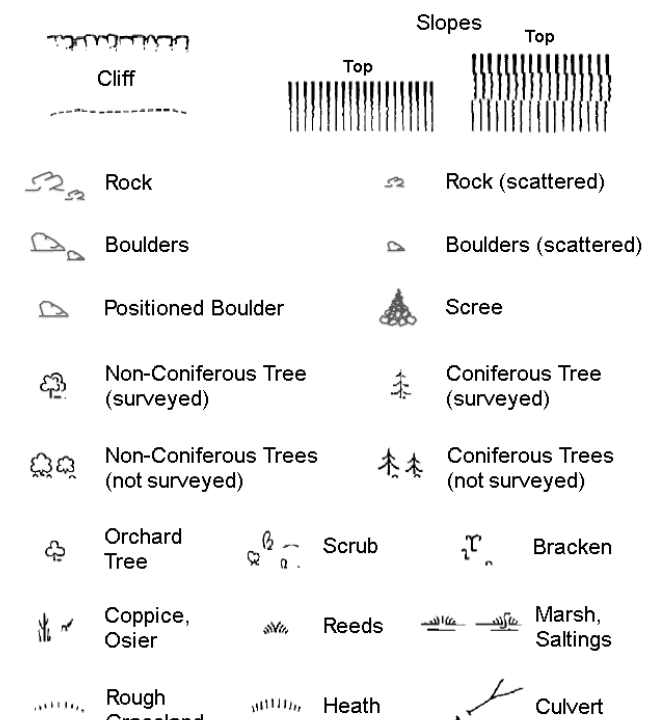 Slopes
Top
Cliff
Top
Rock
Rock (scattered)
Boulders
Boulders (scattered)
Positioned Boulder
Scree
Non-Coniferous Tree
(surveyed)
Coniferous Tree
(surveyed)
Non-Coniferous Trees
(not surveyed)
Coniferous Trees
(not surveyed)
Orchard
Tree
Scrub
Bracken
Coppice,
Osier
Reeds
Marsh,
Saltings
Rough
Grassland
Heath
Culvert